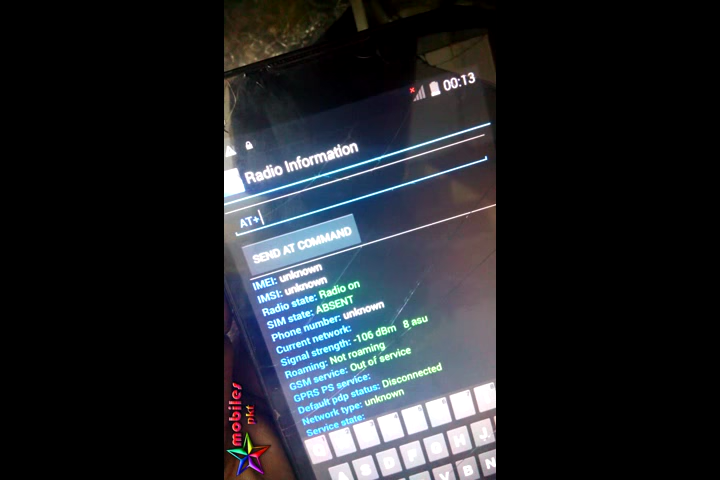 00:13
Radio Information
AT+
SEND AT COMMAND
IMEI: unknown
IMSI: unknown
Radio state: Radio on
SIM state: ABSENT
Phone number: unknown
Current network:
Signal strength: -106 dBm 8 asu
Roaming: Not roaming
GSM service: Out of service
GPRS PS service:
Default pdp status: Disconnected
Network type: unknown
Service state:
A S D F G H J
V B N
mobiles
pkt